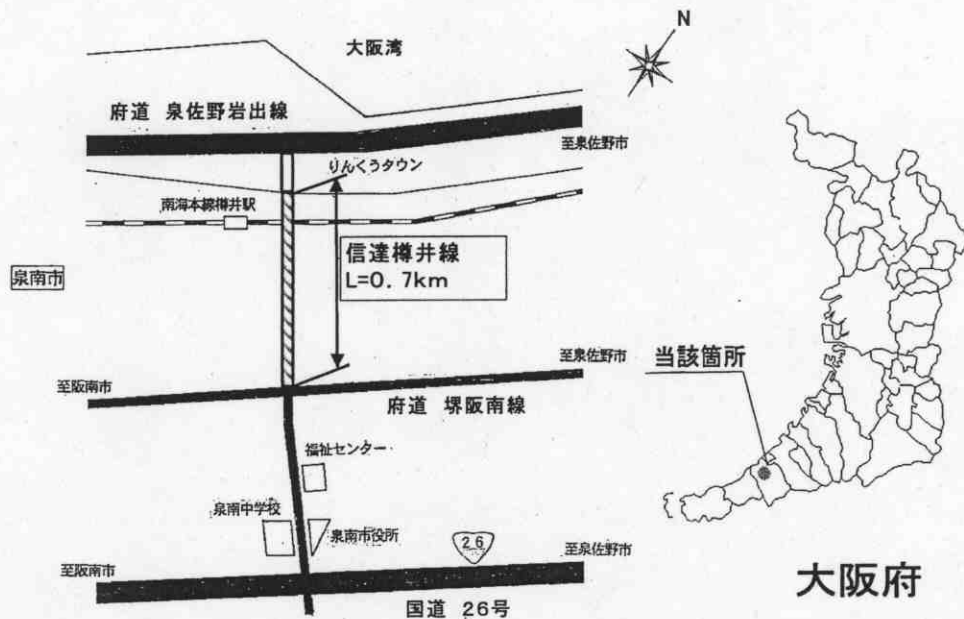 N
大阪湾
府道 泉佐野岩出線
至泉佐野市
りんくうタウン
南海本線樽井駅
信達樽井線
L=0.7km
泉南市
至泉佐野市
至阪南市
府道 堺阪南線
当該箇所
福祉センター
泉南中学校
泉南市役所
26
至泉佐野市
至阪南市
国道 26号
大阪府